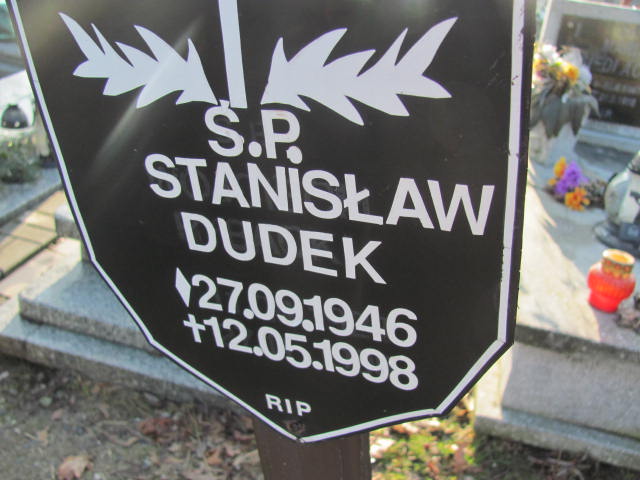 Ś.P.
STANISŁAW
DUDEK
27.09.1946
†12.05.1998
RIP